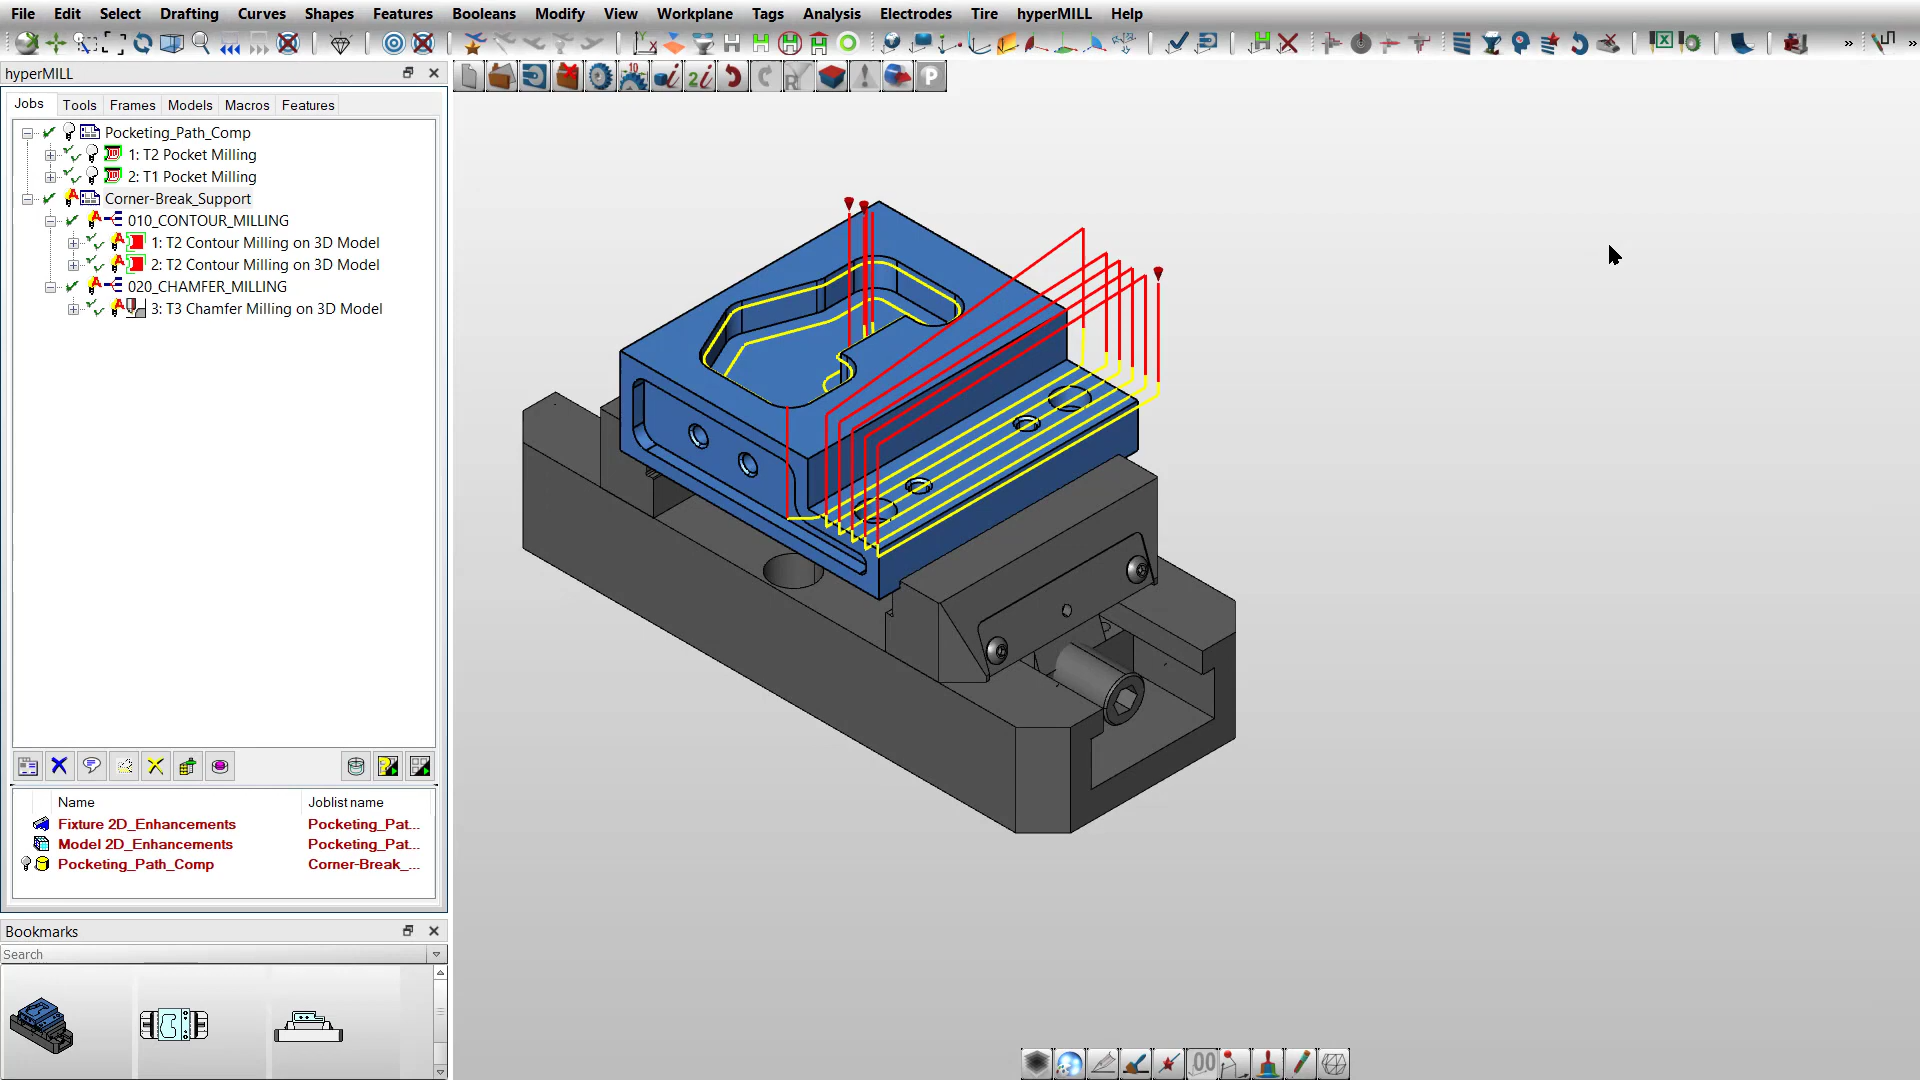 File Edit Select Drafting Curves Shapes Features Booleans Modify View Workplane Tags Analysis Electrodes Tire hyperMILL Help
hyperMILL
Jobs Tools Frames Models Macros Features
Pocketing_Path_Comp
1: T2 Pocket Milling
2: T1 Pocket Milling
Corner-Break_Support
010_CONTOUR_MILLING
1: T2 Contour Milling on 3D Model
2: T2 Contour Milling on 3D Model
020_CHAMFER_MILLING
3: T3 Chamfer Milling on 3D Model
Name Joblist name
Fixture 2D_Enhancements Pocketing_Pat...
Model 2D_Enhancements Pocketing_Pat...
Pocketing_Path_Comp Corner-Break_...
Bookmarks
Search